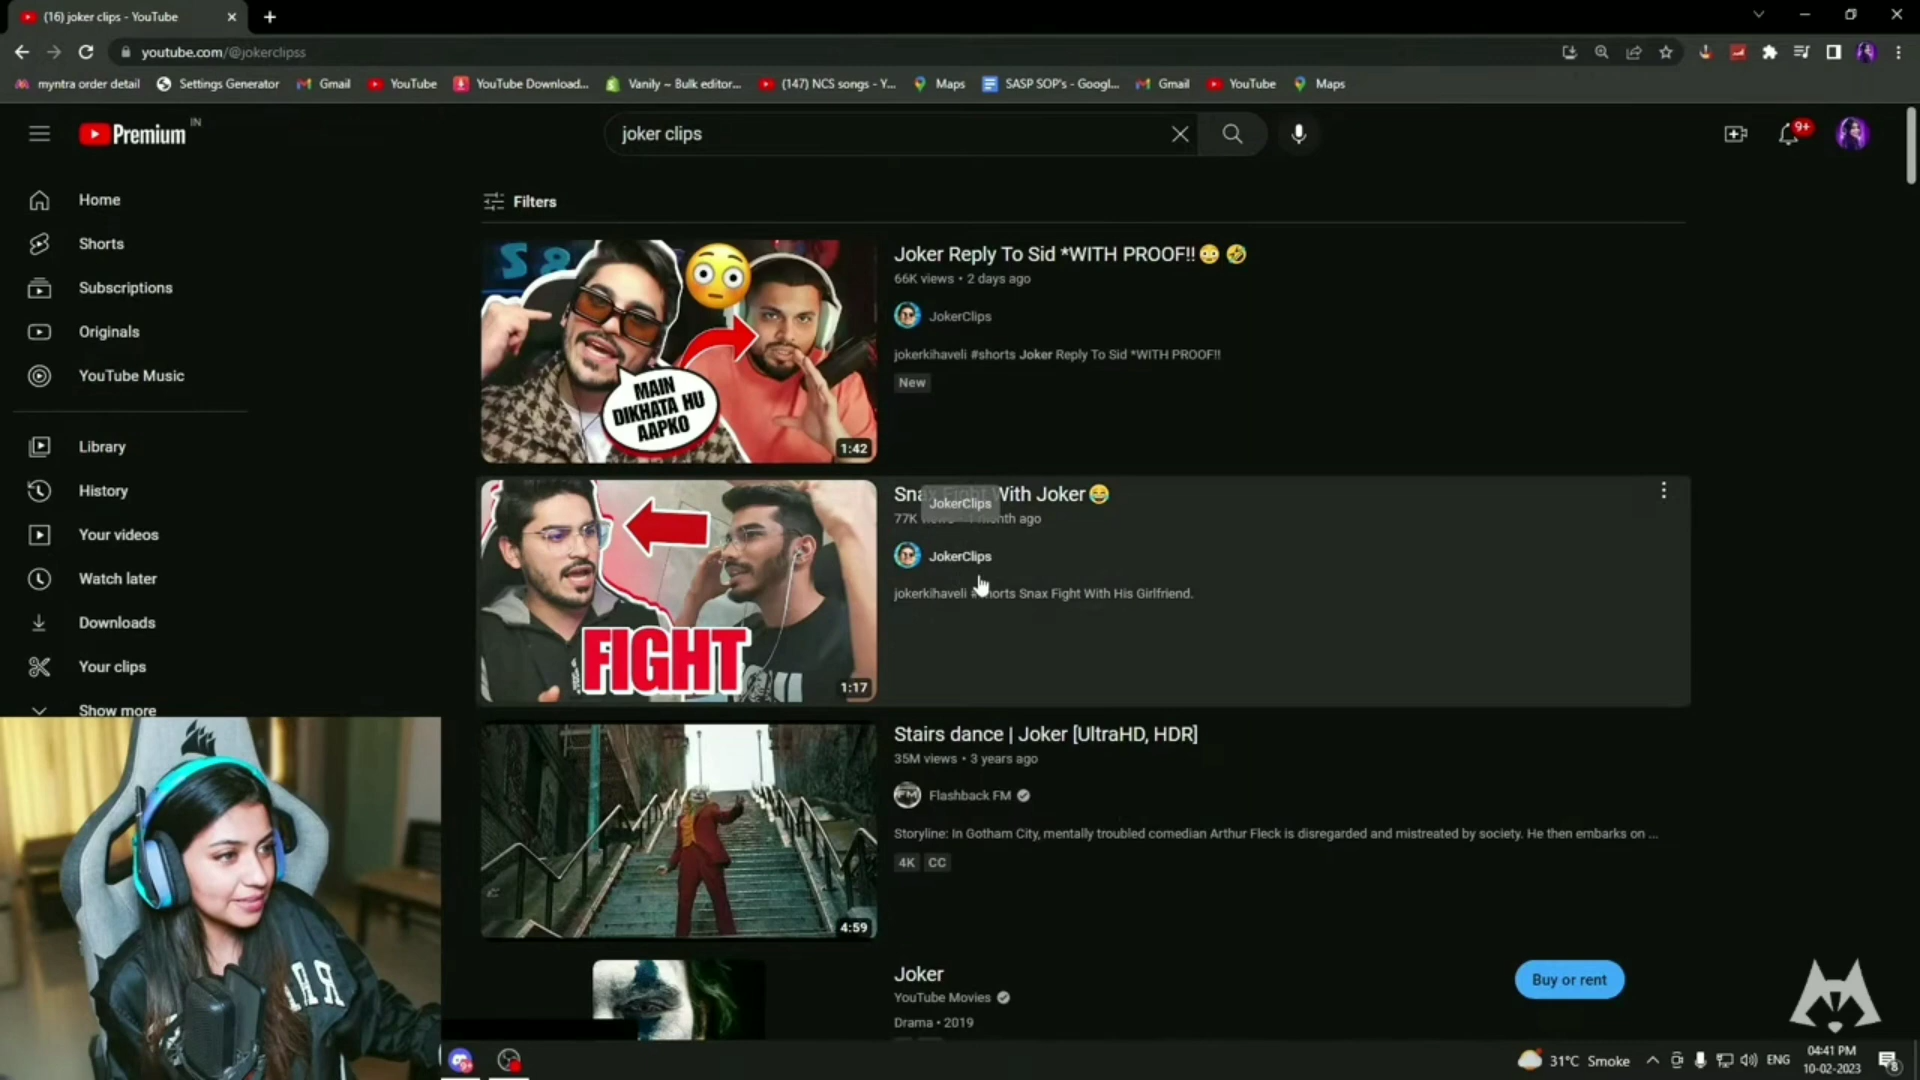 (16) joker clips - YouTube
youtube.com/@jokerclipss
myntra order detail
Settings Generator
Gmail
YouTube
YouTube Download...
Vanily ~ Bulk editor...
(147) NCS songs - Y...
Maps
SASP SOP's - Googl...
Gmail
YouTube
Maps
Premium IN
joker clips
9+
Home
Shorts
Subscriptions
Originals
YouTube Music
Library
History
Your videos
Watch later
Downloads
Your clips
Show more
Filters
MAIN
DIKHATA HU
AAPKO
1:42
Joker Reply To Sid *WITH PROOF!! 😳 🤣
66K views • 2 days ago
JokerClips
jokerkihaveli #shorts Joker Reply To Sid *WITH PROOF!!
New
FIGHT
1:17
Snax Fight With Joker 😂
JokerClips
77K views • 1 month ago
JokerClips
jokerkihaveli #shorts Snax Fight With His Girlfriend.
4:59
Stairs dance | Joker [UltraHD, HDR]
35M views • 3 years ago
FM Flashback FM
Storyline: In Gotham City, mentally troubled comedian Arthur Fleck is disregarded and mistreated by society. He then embarks on ...
4K CC
Joker
YouTube Movies
Drama • 2019
Buy or rent
31°C Smoke
ENG
04:41 PM
10-02-2023
8